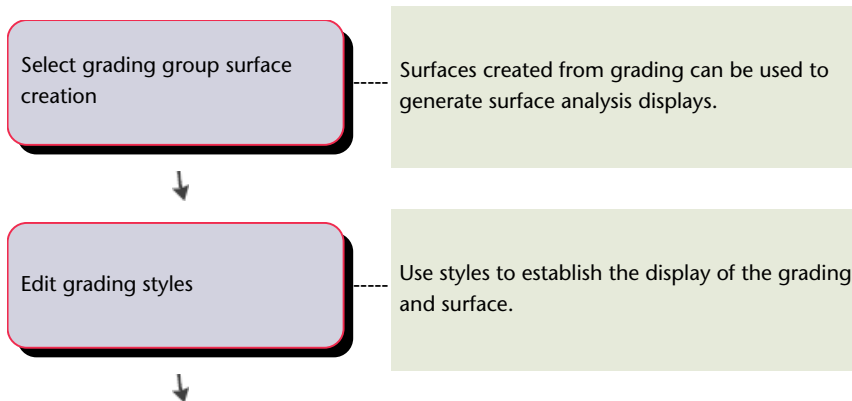 Select grading group surface
creation
Surfaces created from grading can be used to
generate surface analysis displays.
Edit grading styles
Use styles to establish the display of the grading
and surface.